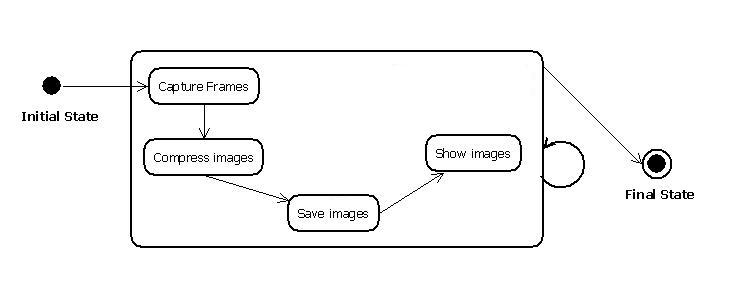 Capture Frames
Initial State
Compress images
Show images
Save images
Final State